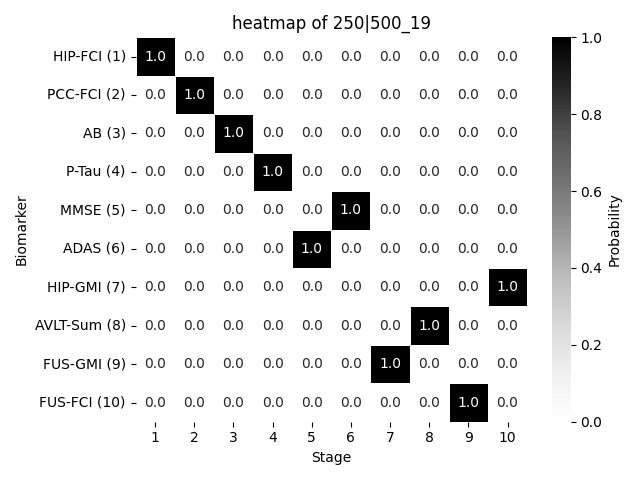 heatmap of 250|500_19
HIP-FCI (1) 1.0 0.0 0.0 0.0 0.0 0.0 0.0 0.0 0.0 0.0
PCC-FCI (2) 0.0 1.0 0.0 0.0 0.0 0.0 0.0 0.0 0.0 0.0
AB (3) 0.0 0.0 1.0 0.0 0.0 0.0 0.0 0.0 0.0 0.0
P-Tau (4) 0.0 0.0 0.0 1.0 0.0 0.0 0.0 0.0 0.0 0.0
MMSE (5) 0.0 0.0 0.0 0.0 0.0 1.0 0.0 0.0 0.0 0.0
ADAS (6) 0.0 0.0 0.0 0.0 1.0 0.0 0.0 0.0 0.0 0.0
HIP-GMI (7) 0.0 0.0 0.0 0.0 0.0 0.0 0.0 0.0 0.0 1.0
AVLT-Sum (8) 0.0 0.0 0.0 0.0 0.0 0.0 0.0 1.0 0.0 0.0
FUS-GMI (9) 0.0 0.0 0.0 0.0 0.0 0.0 1.0 0.0 0.0 0.0
FUS-FCI (10) 0.0 0.0 0.0 0.0 0.0 0.0 0.0 0.0 1.0 0.0
1 2 3 4 5 6 7 8 9 10
Stage
Biomarker
1.0
0.8
0.6
0.4
0.2
0.0
Probability